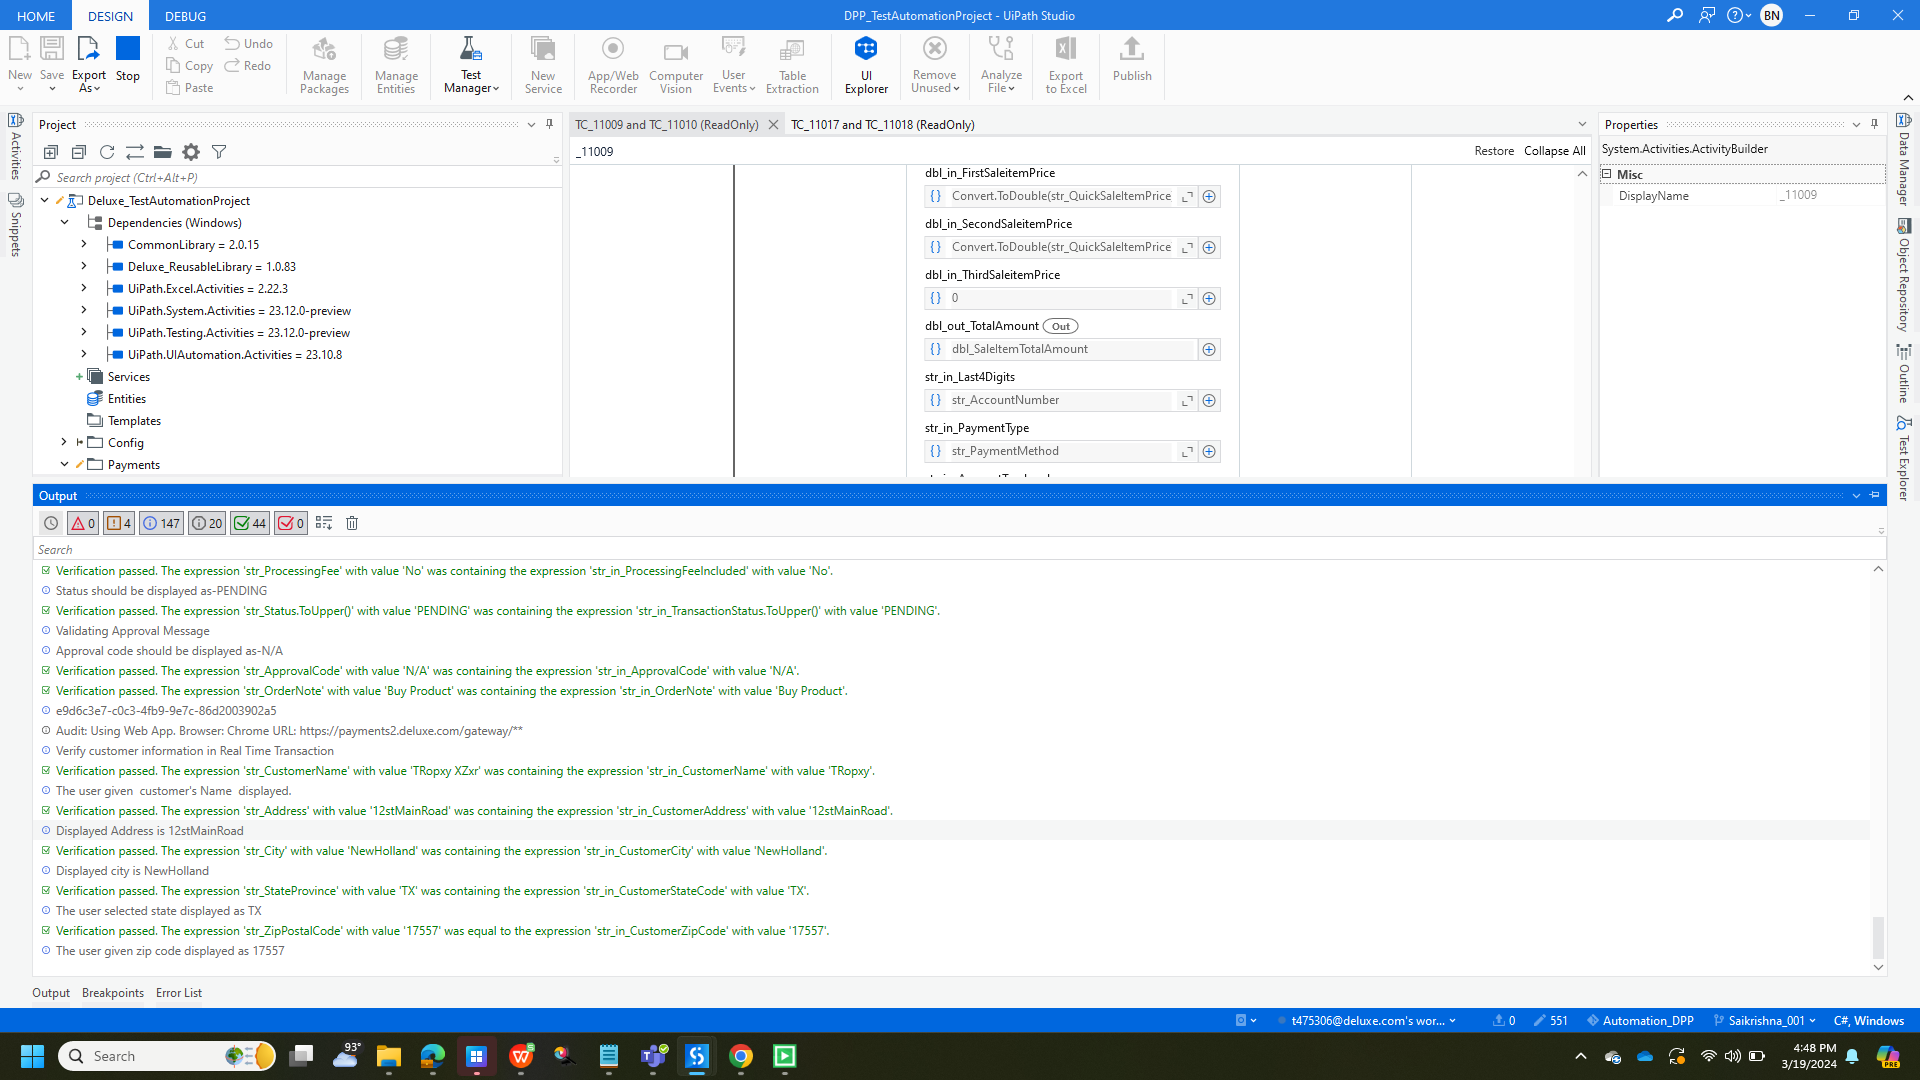 HOME DESIGN DEBUG
DPP_TestAutomationProject - UiPath Studio
BN
New Save Export As Stop
Cut Copy Paste
Undo Redo
Manage Packages
Manage Entities
Test Manager
New Service
App/Web Recorder
Computer Vision
User Events
Table Extraction
UI Explorer
Remove Unused
Analyze File
Export to Excel
Publish
Activities
Snippets
Project
Search project (Ctrl+Alt+P)
Deluxe_TestAutomationProject
Dependencies (Windows)
CommonLibrary = 2.0.15
Deluxe_ReusableLibrary = 1.0.83
UiPath.Excel.Activities = 2.22.3
UiPath.System.Activities = 23.12.0-preview
UiPath.Testing.Activities = 23.12.0-preview
UiPath.UIAutomation.Activities = 23.10.8
Services
Entities
Templates
Config
Payments
TC_11009 and TC_11010 (ReadOnly)
TC_11017 and TC_11018 (ReadOnly)
_11009
Restore Collapse All
dbl_in_FirstSaleitemPrice
{} Convert.ToDouble(str_QuickSaleItemPrice
dbl_in_SecondSaleitemPrice
{} Convert.ToDouble(str_QuickSaleItemPrice
dbl_in_ThirdSaleitemPrice
{} 0
dbl_out_TotalAmount Out
{} dbl_SaleItemTotalAmount
str_in_Last4Digits
{} str_AccountNumber
str_in_PaymentType
{} str_PaymentMethod
Properties
System.Activities.ActivityBuilder
Misc
DisplayName _11009
Data Manager
Object Repository
Outline
Test Explorer
Output
0 4 147 20 44 0
Search
Verification passed. The expression 'str_ProcessingFee' with value 'No' was containing the expression 'str_in_ProcessingFeeIncluded' with value 'No'.
Status should be displayed as-PENDING
Verification passed. The expression 'str_Status.ToUpper()' with value 'PENDING' was containing the expression 'str_in_TransactionStatus.ToUpper()' with value 'PENDING'.
Validating Approval Message
Approval code should be displayed as-N/A
Verification passed. The expression 'str_ApprovalCode' with value 'N/A' was containing the expression 'str_in_ApprovalCode' with value 'N/A'.
Verification passed. The expression 'str_OrderNote' with value 'Buy Product' was containing the expression 'str_in_OrderNote' with value 'Buy Product'.
e9d6c3e7-c0c3-4fb9-9e7c-86d2003902a5
Audit: Using Web App. Browser: Chrome URL: https://payments2.deluxe.com/gateway/**
Verify customer information in Real Time Transaction
Verification passed. The expression 'str_CustomerName' with value 'TRopxy XZxr' was containing the expression 'str_in_CustomerName' with value 'TRopxy'.
The user given  customer's Name  displayed.
Verification passed. The expression 'str_Address' with value '12stMainRoad' was containing the expression 'str_in_CustomerAddress' with value '12stMainRoad'.
Displayed Address is 12stMainRoad
Verification passed. The expression 'str_City' with value 'NewHolland' was containing the expression 'str_in_CustomerCity' with value 'NewHolland'.
Displayed city is NewHolland
Verification passed. The expression 'str_StateProvince' with value 'TX' was containing the expression 'str_in_CustomerStateCode' with value 'TX'.
The user selected state displayed as TX
Verification passed. The expression 'str_ZipPostalCode' with value '17557' was equal to the expression 'str_in_CustomerZipCode' with value '17557'.
The user given zip code displayed as 17557
Output Breakpoints Error List
t475306@deluxe.com's wor... 0 551 Automation_DPP Saikrishna_001 C#, Windows
Search
93°
4:48 PM
3/19/2024
PRE